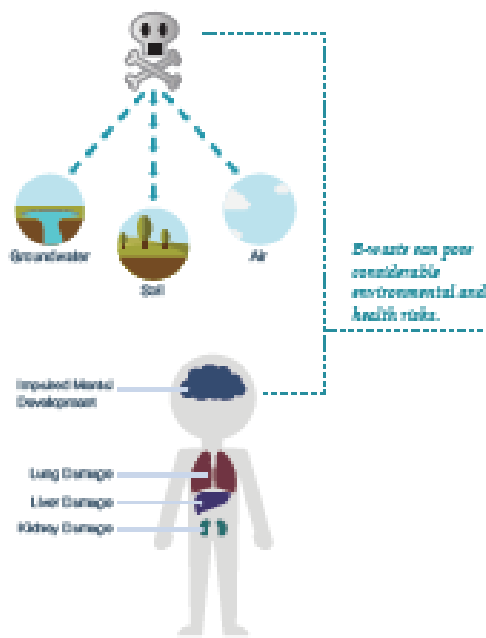 Groundwater
Soil
Air
E-waste can pose
considerable
environmental and
health risks.
Impaired Mental
Development
Lung Damage
Liver Damage
Kidney Damage